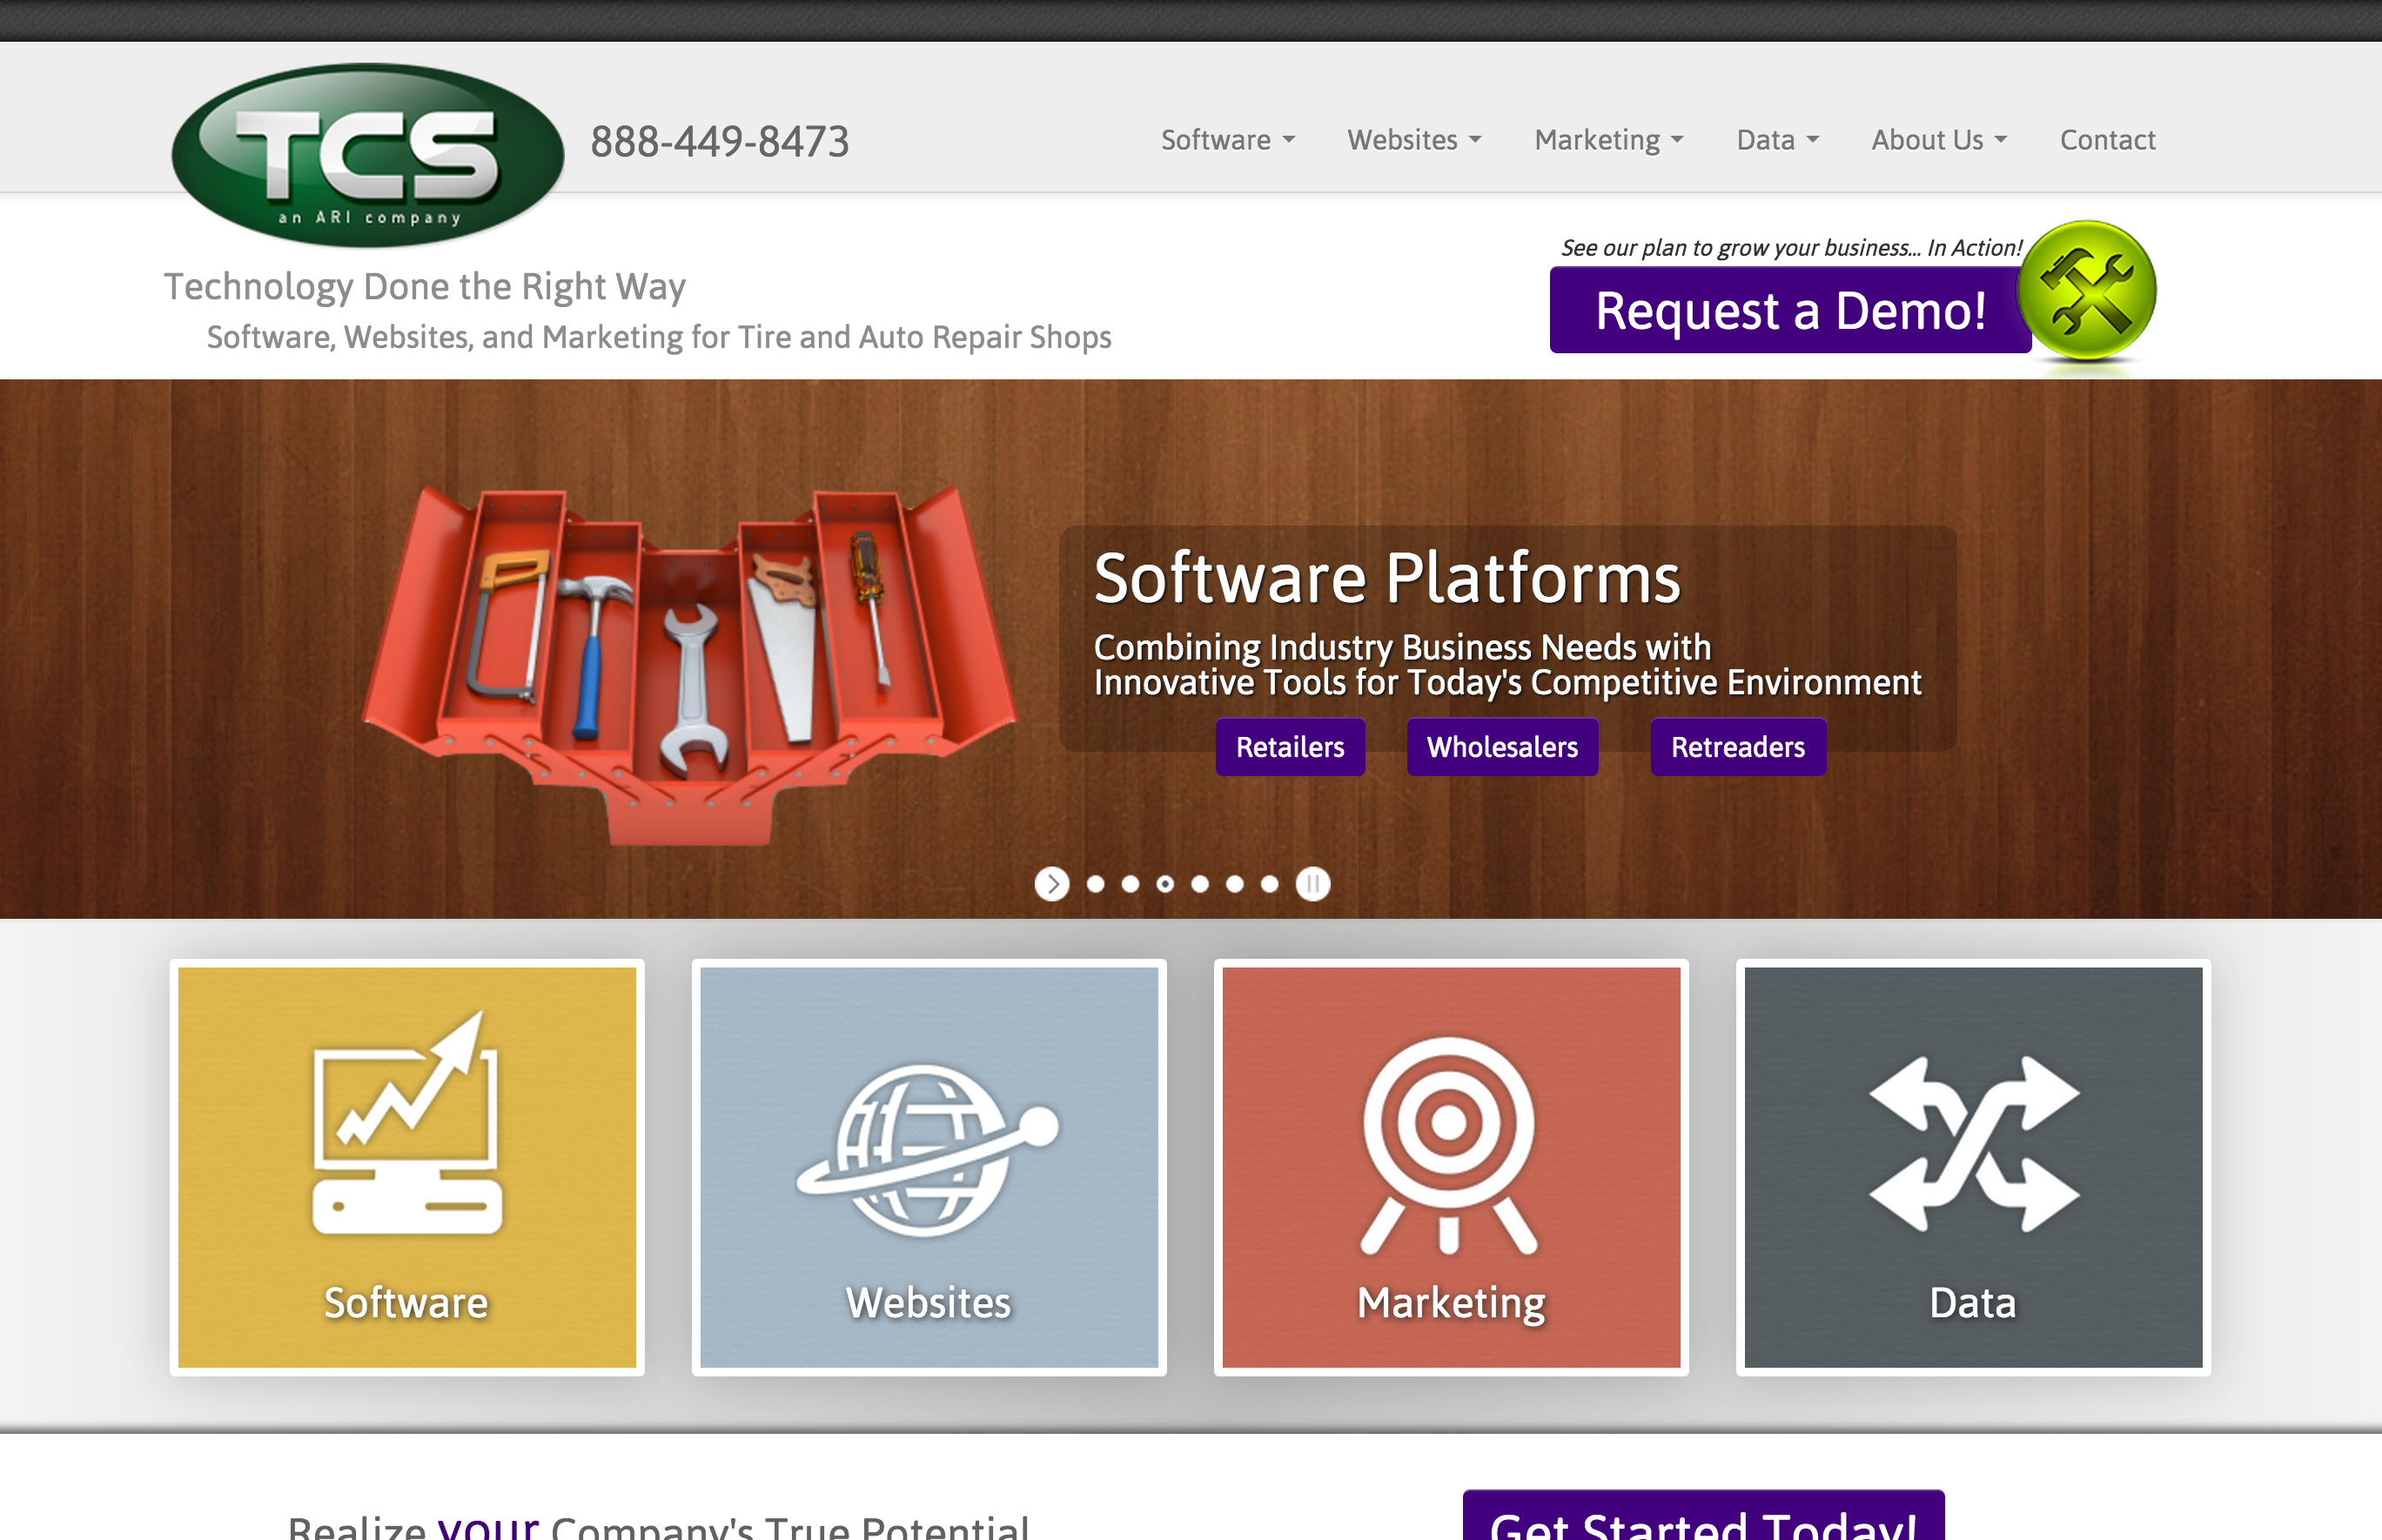 TCS
an ARI company
888-449-8473
Software
Websites
Marketing
Data
About Us
Contact
See our plan to grow your business... In Action!
Request a Demo!
Technology Done the Right Way
Software, Websites, and Marketing for Tire and Auto Repair Shops
Software Platforms
Combining Industry Business Needs with
Innovative Tools for Today's Competitive Environment
Retailers
Wholesalers
Retreaders
Software
Websites
Marketing
Data
Realize your Company's True Potential
Get Started Today!